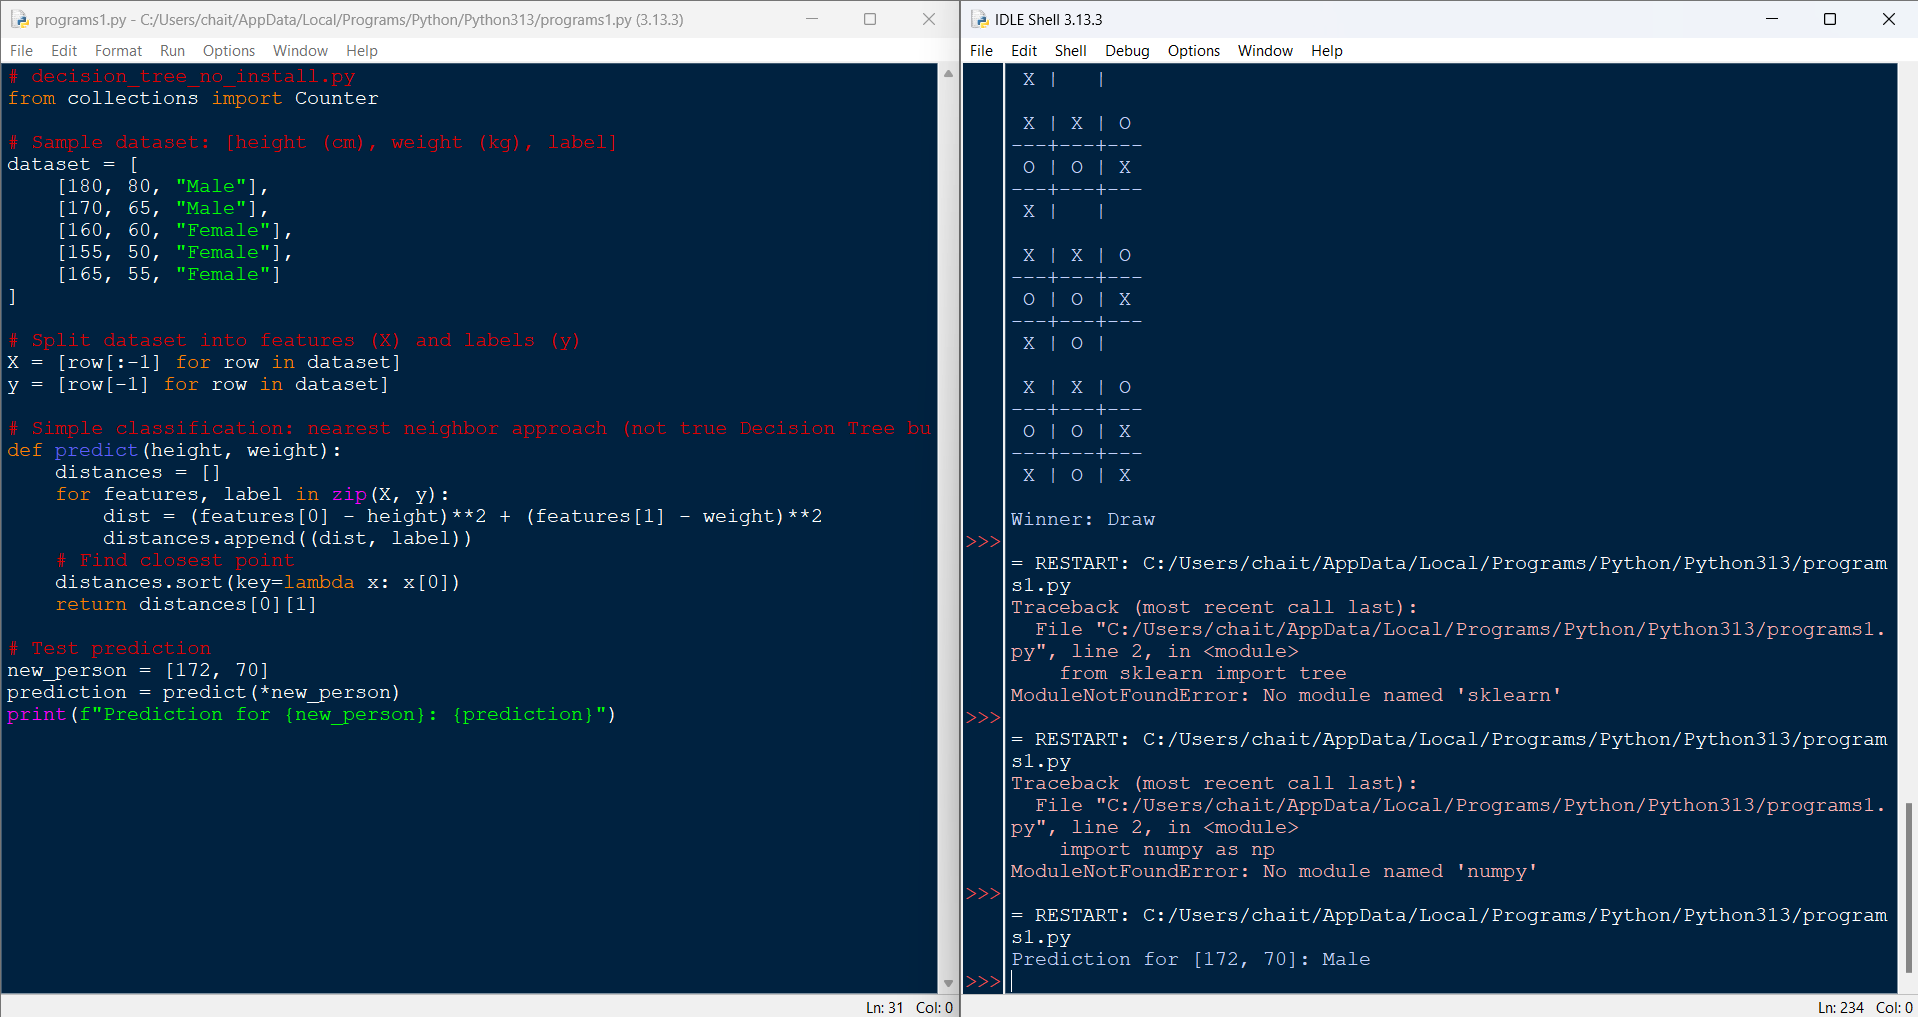 programs1.py - C:/Users/chait/AppData/Local/Programs/Python/Python313/programs1.py (3.13.3)
File Edit Format Run Options Window Help
# decision_tree_no_install.py
from collections import Counter
# Sample dataset: [height (cm), weight (kg), label]
dataset = [
    [180, 80, "Male"],
    [170, 65, "Male"],
    [160, 60, "Female"],
    [155, 50, "Female"],
    [165, 55, "Female"]
]
# Split dataset into features (X) and labels (y)
X = [row[:-1] for row in dataset]
y = [row[-1] for row in dataset]
# Simple classification: nearest neighbor approach (not true Decision Tree bu
def predict(height, weight):
    distances = []
    for features, label in zip(X, y):
        dist = (features[0] - height)**2 + (features[1] - weight)**2
        distances.append((dist, label))
    # Find closest point
    distances.sort(key=lambda x: x[0])
    return distances[0][1]
# Test prediction
new_person = [172, 70]
prediction = predict(*new_person)
print(f"Prediction for {new_person}: {prediction}")
Ln: 31 Col: 0
IDLE Shell 3.13.3
File Edit Shell Debug Options Window Help
 X |   |
 X | X | O
---+---+---
 O | O | X
---+---+---
 X |   |
 X | X | O
---+---+---
 O | O | X
---+---+---
 X | O |
 X | X | O
---+---+---
 O | O | X
---+---+---
 X | O | X
Winner: Draw
>>>
= RESTART: C:/Users/chait/AppData/Local/Programs/Python/Python313/program
s1.py
Traceback (most recent call last):
  File "C:/Users/chait/AppData/Local/Programs/Python/Python313/programs1.
py", line 2, in <module>
    from sklearn import tree
ModuleNotFoundError: No module named 'sklearn'
>>>
= RESTART: C:/Users/chait/AppData/Local/Programs/Python/Python313/program
s1.py
Traceback (most recent call last):
  File "C:/Users/chait/AppData/Local/Programs/Python/Python313/programs1.
py", line 2, in <module>
    import numpy as np
ModuleNotFoundError: No module named 'numpy'
>>>
= RESTART: C:/Users/chait/AppData/Local/Programs/Python/Python313/program
s1.py
Prediction for [172, 70]: Male
>>>
Ln: 234 Col: 0